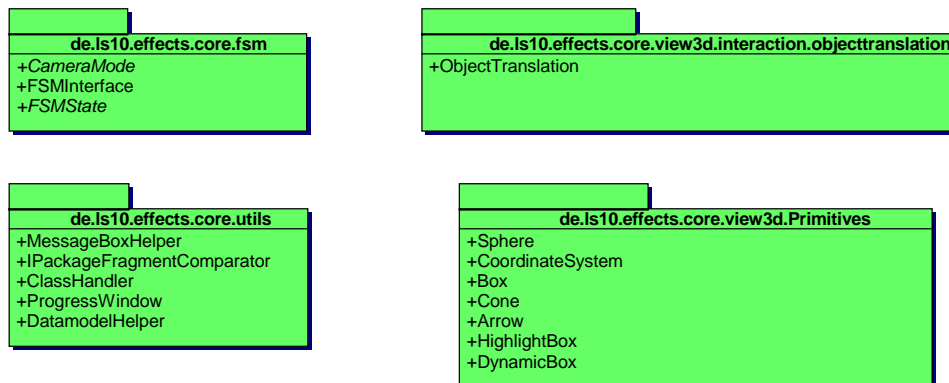 de.ls10.effects.core.fsm
+CameraMode
+FSMInterface
+FSMState
de.ls10.effects.core.view3d.interaction.objecttranslation
+ObjectTranslation
de.ls10.effects.core.utils
+MessageBoxHelper
+IPackageFragmentComparator
+ClassHandler
+ProgressWindow
+DatamodelHelper
de.ls10.effects.core.view3d.Primitives
+Sphere
+CoordinateSystem
+Box
+Cone
+Arrow
+HighlightBox
+DynamicBox